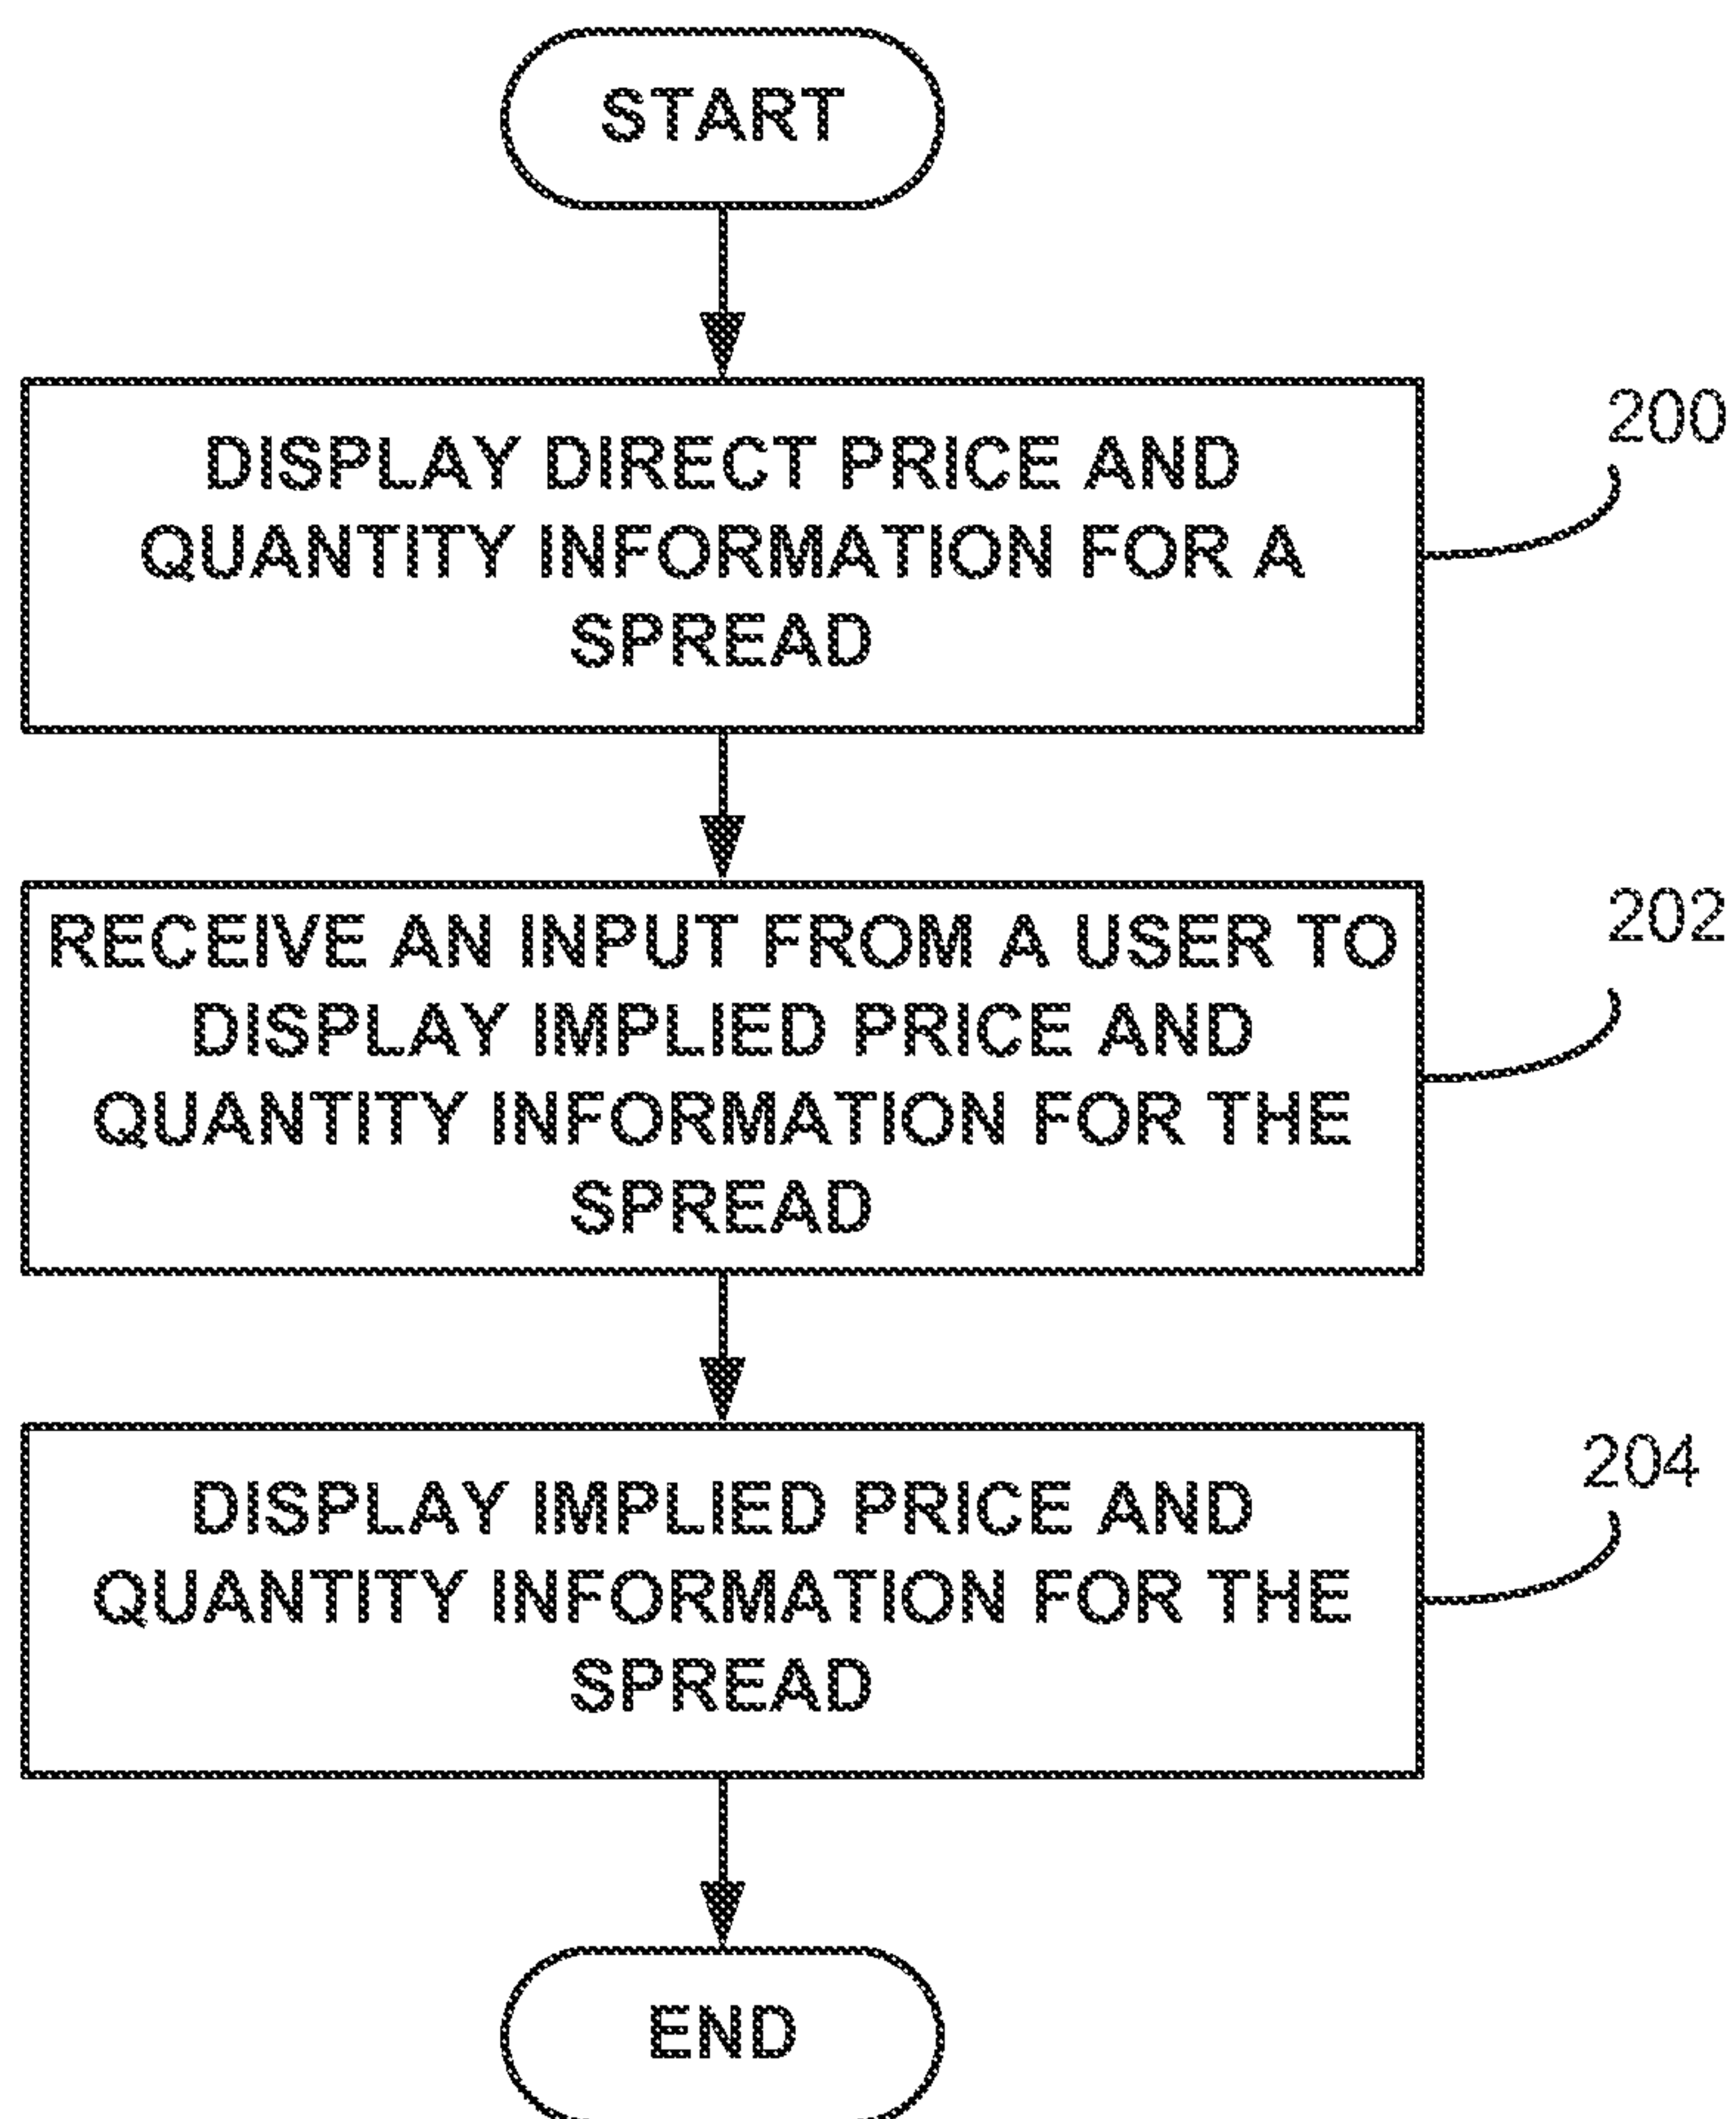 START
DISPLAY DIRECT PRICE AND
QUANTITY INFORMATION FOR A
SPREAD
200
RECEIVE AN INPUT FROM A USER TO
DISPLAY IMPLIED PRICE AND
QUANTITY INFORMATION FOR THE
SPREAD
202
DISPLAY IMPLIED PRICE AND
QUANTITY INFORMATION FOR THE
SPREAD
204
END